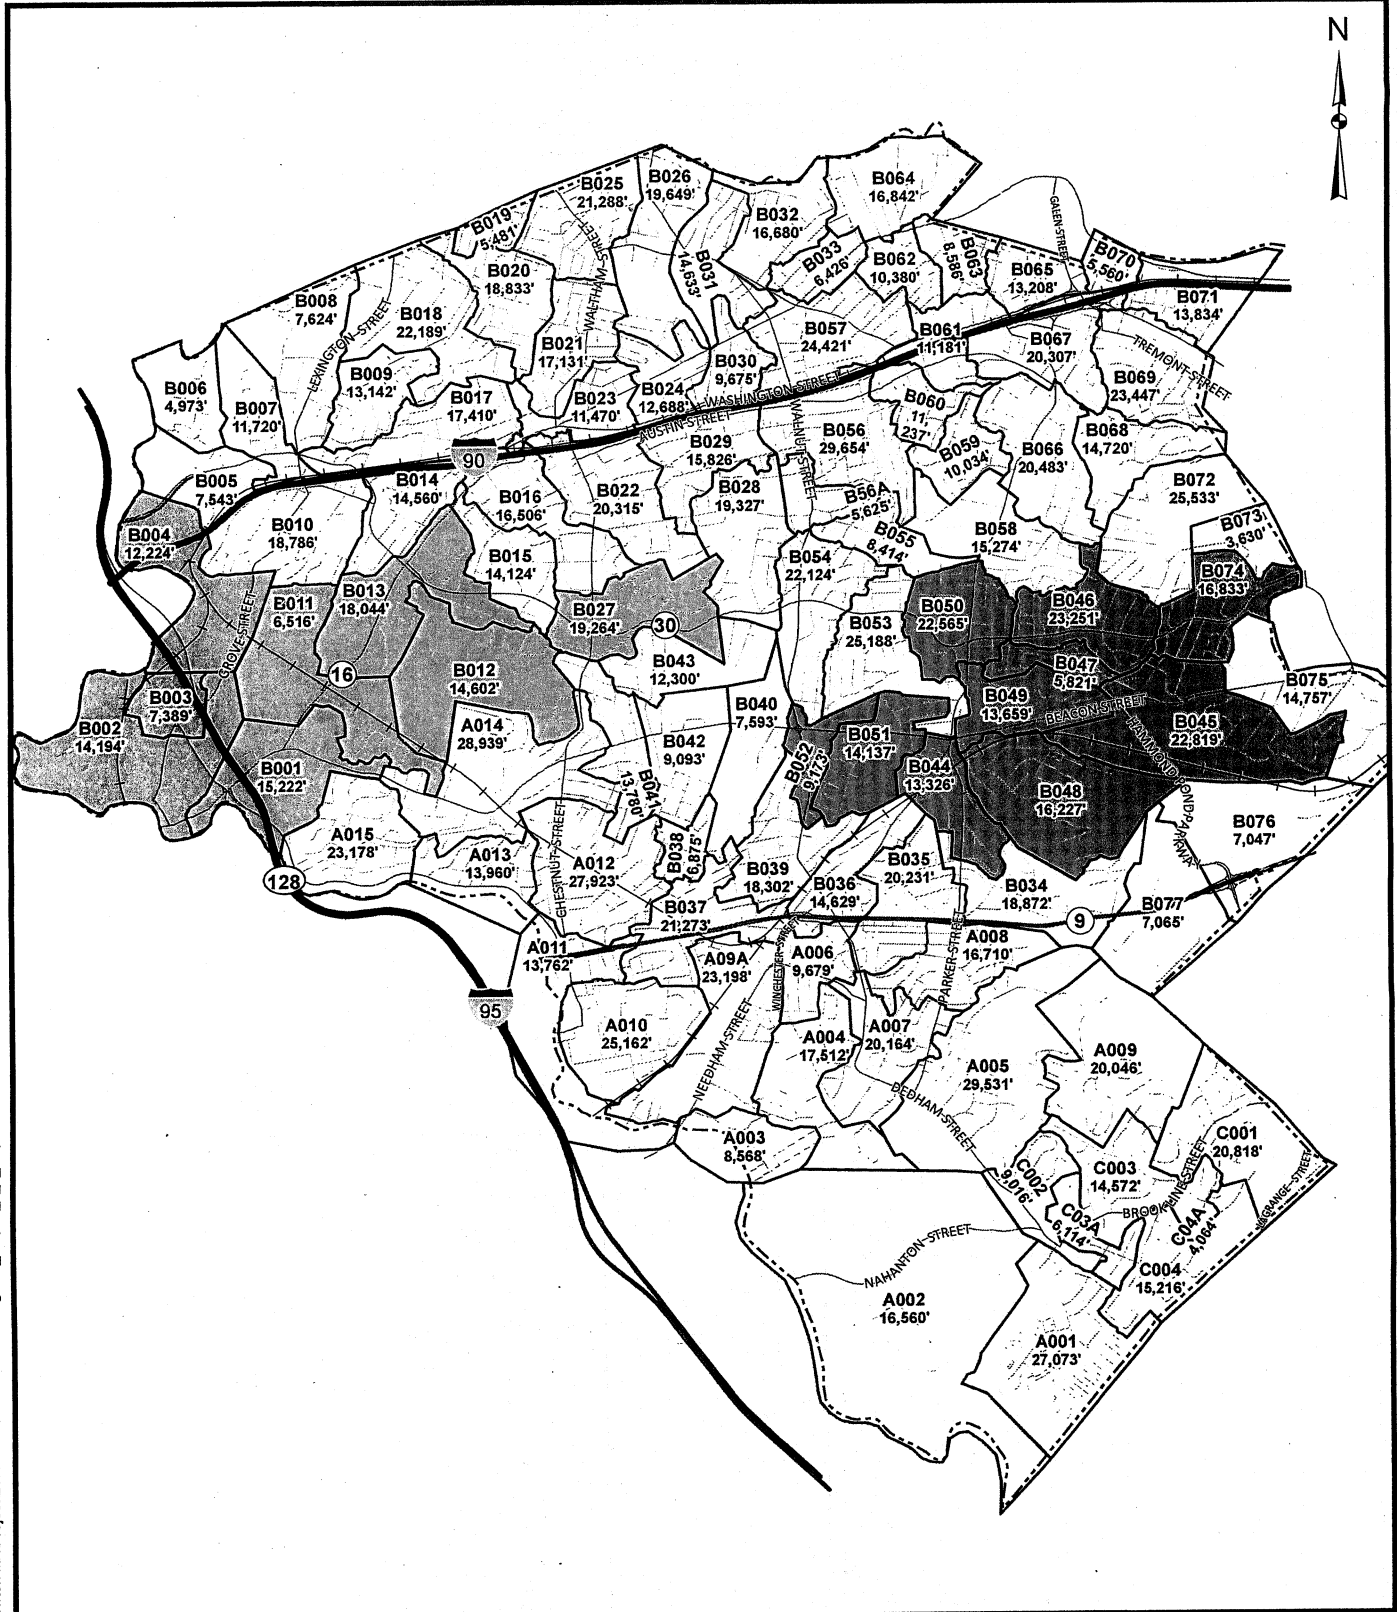 N
B025
21,288'
B026
19,649'
B064
16,842'
B019
5,481'
B032
16,680'
B033
6,426'
B062
10,380'
B063
8,586'
GALEN STREET
B070
5,560'
B065
13,208'
B020
18,833'
WALTHAM STREET
B031
14,633'
B071
13,834'
B008
7,624'
LEXINGTON STREET
B018
22,189'
B021
17,131'
B057
24,421'
B061
11,181'
B067
20,307'
TREMONT STREET
B030
9,675'
B006
4,973'
B009
13,142'
B069
23,447'
B007
11,720'
B017
17,410'
B023
11,470'
B024
12,688'
WASHINGTON STREET
AUSTIN STREET
WALNUT STREET
B060
11,
237'
B056
29,654'
B029
15,826'
B059
10,034'
B066
20,483'
B068
14,720'
90
B005
7,543'
B014
14,560'
B016
16,506'
B022
20,315'
B028
19,327'
B56A
5,625'
B072
25,533'
B073
3,630'
B004
12,224'
B010
18,786'
B055
8,414'
B058
15,274'
B015
14,124'
B054
22,124'
B074
16,833'
B013
18,044'
B011
6,516'
GROVE STREET
B027
19,264'
30
B053
25,188'
B050
22,565'
B046
23,251'
16
B012
14,602'
B043
12,300'
B047
5,821'
B075
14,757'
B003
7,389'
B002
14,194'
B040
7,593'
B049
13,659'
BEACON STREET
B045
22,819'
HAMMOND POND PARKWAY
A014
28,939'
B042
9,093'
B051
14,137'
B052
9,173'
B044
13,326'
B001
15,222'
B041
13,780'
B048
16,227'
A015
23,178'
A013
13,960'
CHESTNUT STREET
A012
27,923'
B038
6,875'
B039
18,302'
B036
14,629'
B035
20,231'
B076
7,047'
128
B034
18,872'
B037
21,273'
9
B077
7,065'
A011
13,762'
A09A
23,198'
WINCHESTER STREET
A006
9,679'
PARKER STREET
A008
16,710'
95
A010
25,162'
NEEDHAM STREET
A004
17,512'
A007
20,164'
A005
29,531'
A009
20,046'
DEDHAM STREET
A003
8,568'
C001
20,818'
C002
9,016'
C003
14,572'
BROOKLINE STREET
LAGRANGE STREET
C03A
6,114'
C04A
4,064'
NAHANTON STREET
C004
15,216'
A002
16,560'
A001
27,073'